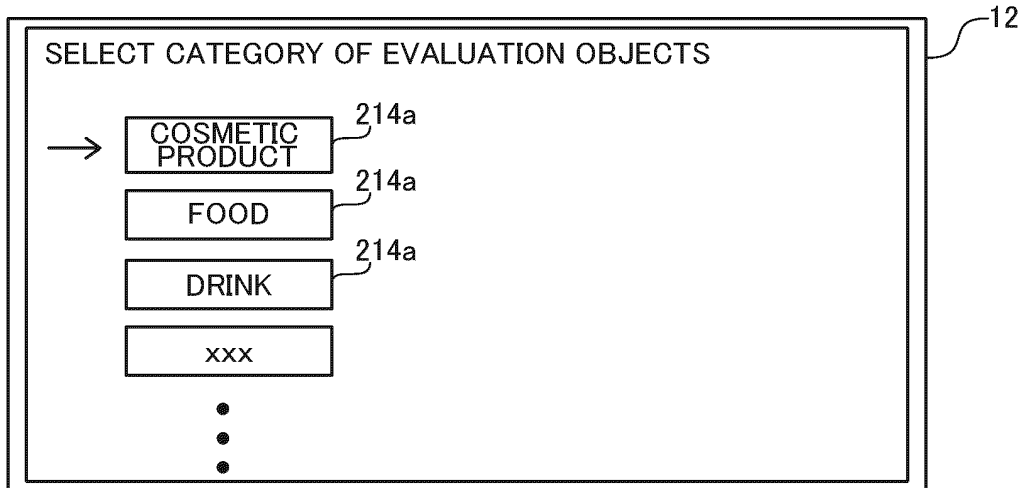 12
SELECT CATEGORY OF EVALUATION OBJECTS
214a
COSMETIC
PRODUCT
214a
FOOD
214a
DRINK
xxx